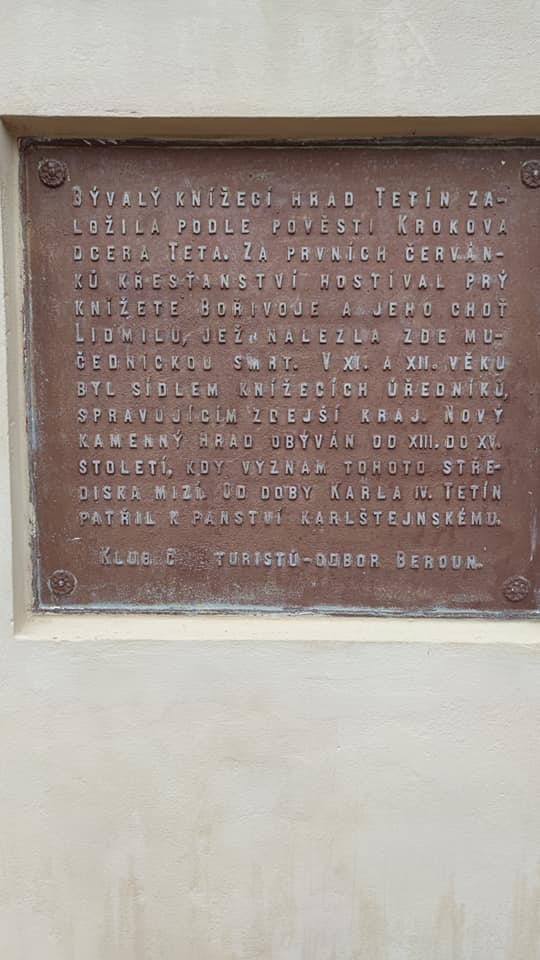 BÝVALÝ KNÍŽECÍ HRAD TETÍN ZA-
LOŽILA PODLE POVĚSTI KROKOVA
DCERA TETA. ZA PRVNÍCH ČERVÁN-
KŮ KŘESŤANSTVÍ HOSTÍVAL PRÝ
KNÍŽETE BOŘIVOJE A JEHO CHOŤ
LIDMILU, JEŽ NALEZLA ZDE MU-
ČEDNICKOU SMRT. V XI. A XII. VĚKU
BYL SÍDLEM KNÍŽECÍCH ÚŘEDNÍKŮ,
SPRAVUJÍCÍM ZDEJŠÍ KRAJ. NOVÝ
KAMENNÝ HRAD OBÝVÁN OD XIII. DO XV.
STOLETÍ, KDY VÝZNAM TOHOTO STŘE-
DISKA MIZÍ. OD DOBY KARLA IV. TETÍN
PATŘIL K PANSTVÍ KARLŠTEJNSKÉMU.
KLUB TURISTŮ-ODBOR BEROUN.